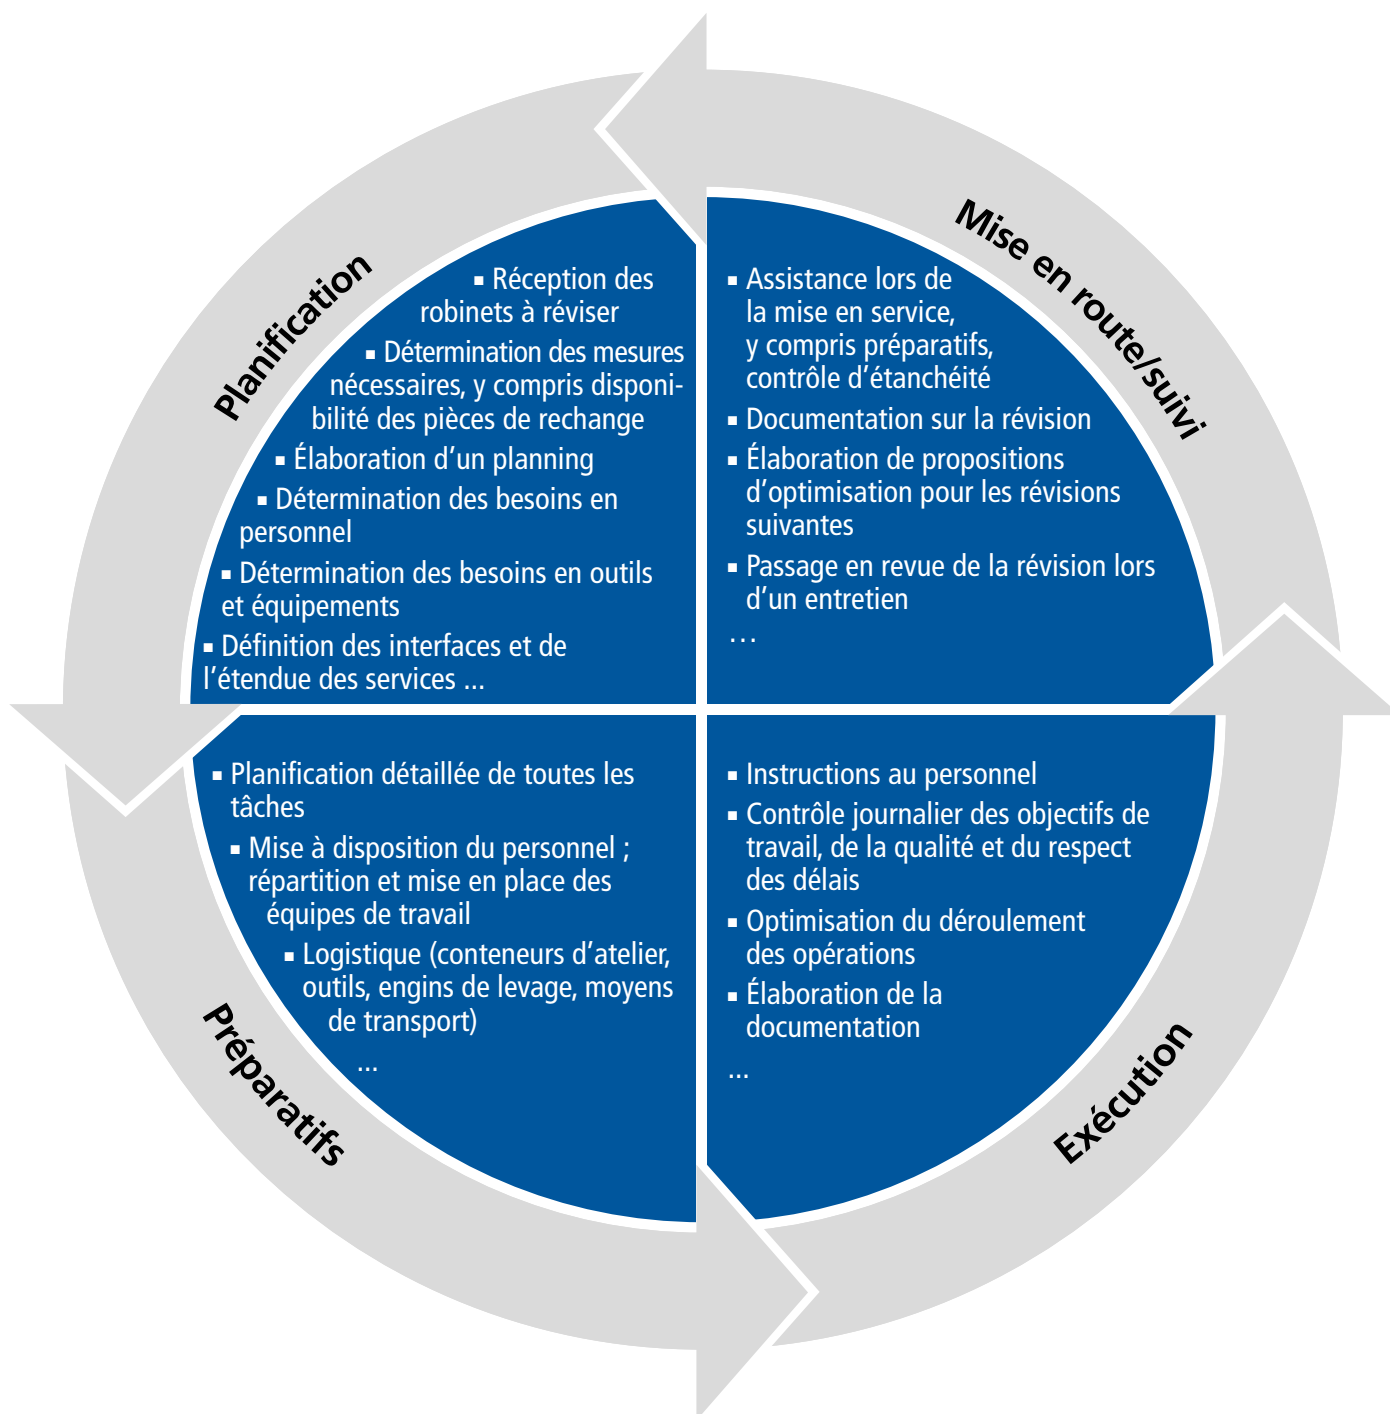 Planification
▪ Réception des
robinets à réviser
▪ Détermination des mesures
nécessaires, y compris disponi-
bilité des pièces de rechange
▪ Élaboration d’un planning
▪ Détermination des besoins en
personnel
▪ Détermination des besoins en outils
et équipements
▪ Définition des interfaces et de
l’étendue des services ...
Préparatifs
▪ Planification détaillée de toutes les
tâches
▪ Mise à disposition du personnel ;
répartition et mise en place des
équipes de travail
▪ Logistique (conteneurs d’atelier,
outils, engins de levage, moyens
de transport)
...
Exécution
▪ Instructions au personnel
▪ Contrôle journalier des objectifs de
travail, de la qualité et du respect
des délais
▪ Optimisation du déroulement
des opérations
▪ Élaboration de la
documentation
...
Mise en route/suivi
▪ Assistance lors de
la mise en service,
y compris préparatifs,
contrôle d’étanchéité
▪ Documentation sur la révision
▪ Élaboration de propositions
d’optimisation pour les révisions
suivantes
▪ Passage en revue de la révision lors
d’un entretien
...